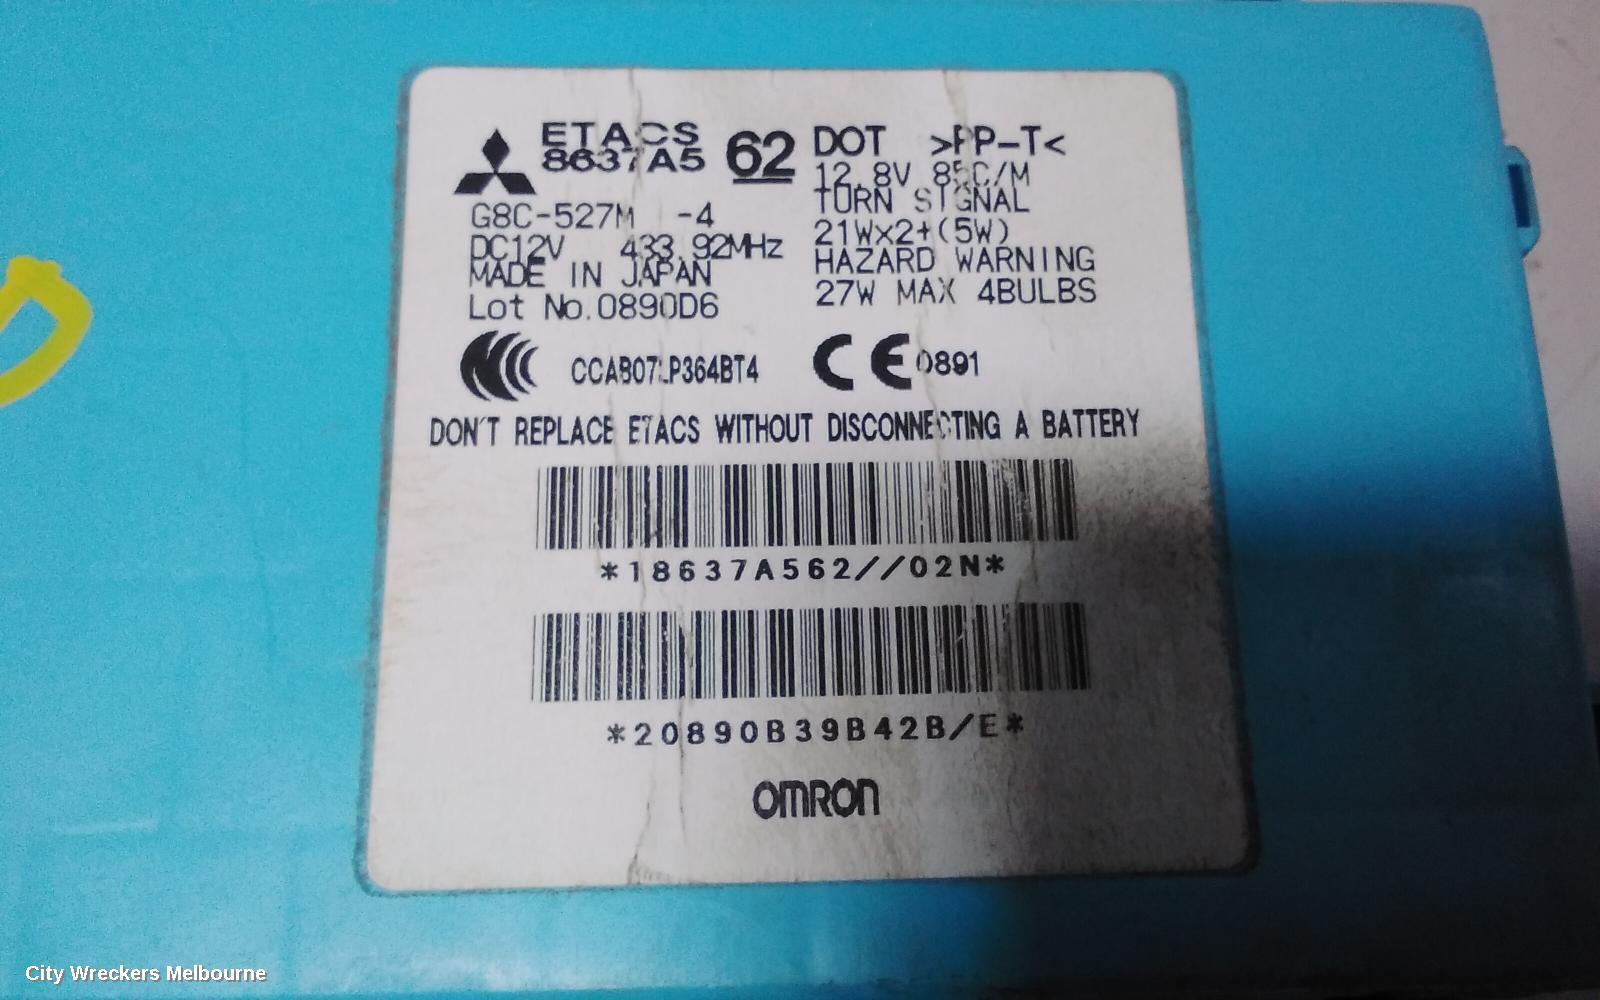 ETACS
8637A5 62
G8C-527M -4
DC12V 433.92MHz
MADE IN JAPAN
Lot No.0890D6
DOT >PP-T<
12.8V 85C/M
TURN SIGNAL
21W×2+(5W)
HAZARD WARNING
27W MAX 4BULBS
CCAB07LP364BT4
CE 0891
DON'T REPLACE ETACS WITHOUT DISCONNECTING A BATTERY
*18637A562//02N*
*20890B39B42B/E*
OMRON
City Wreckers Melbourne